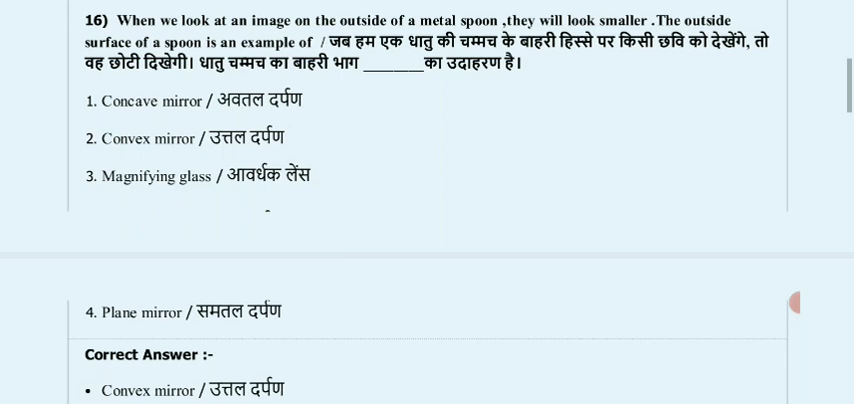 16) When we look at an image on the outside of a metal spoon ,they will look smaller .The outside
surface of a spoon is an example of / जब हम एक धातु की चम्मच के बाहरी हिस्से पर किसी छवि को देखेंगे, तो
वह छोटी दिखेगी। धातु चम्मच का बाहरी भाग ________का उदाहरण है।
1. Concave mirror / अवतल दर्पण
2. Convex mirror / उत्तल दर्पण
3. Magnifying glass / आवर्धक लेंस
4. Plane mirror / समतल दर्पण
Correct Answer :-
• Convex mirror / उत्तल दर्पण